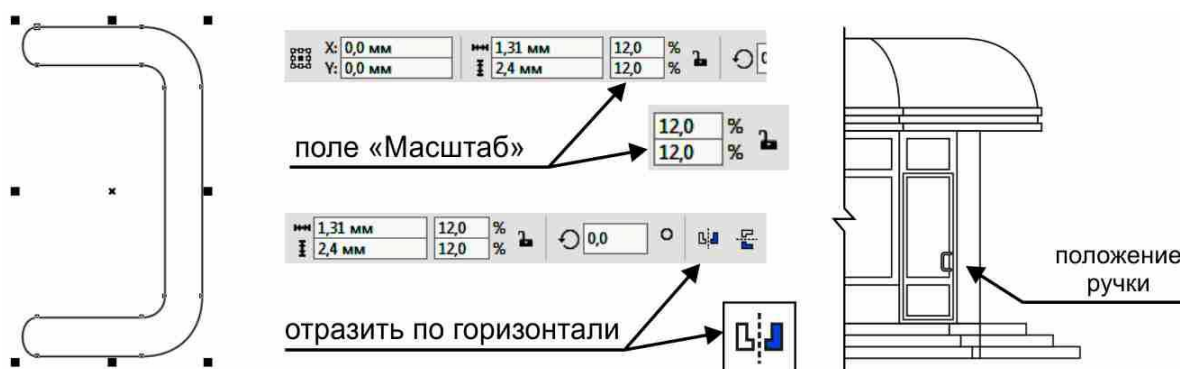 X: 0,0 мм 1,31 мм 12,0 %
Y: 0,0 мм 2,4 мм 12,0 %
поле «Масштаб»
12,0 %
12,0 %
1,31 мм 12,0 % 0,0 °
2,4 мм 12,0 %
отразить по горизонтали
положение
ручки